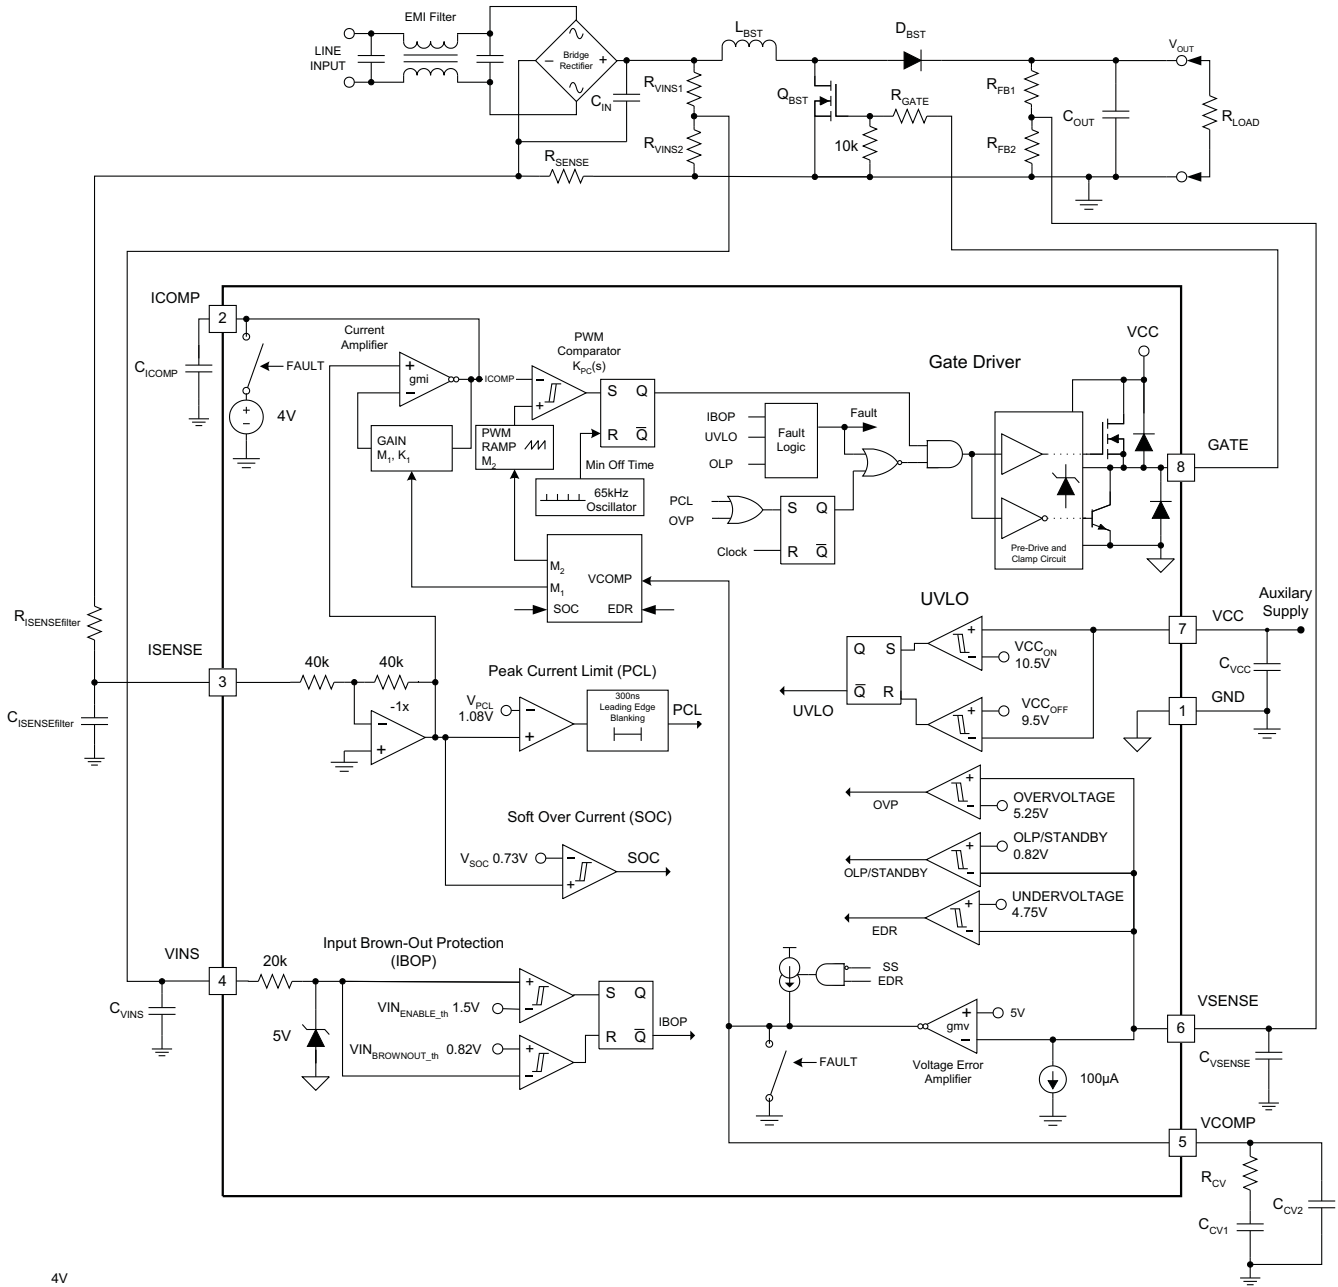 EMI Filter
LINE
INPUT
Bridge
Rectifier
− +
C_IN
R_VINS1
R_VINS2
R_SENSE
L_BST
D_BST
Q_BST
R_GATE
10k
R_FB1
R_FB2
C_OUT
V_OUT
R_LOAD
ICOMP
2
C_ICOMP
FAULT
+
−
4V
Current
Amplifier
+
gmi
−
ICOMP
GAIN
M1, K1
PWM
Comparator
K_PC(s)
−
+
PWM
RAMP
M2
S Q
R Q̅
Min Off Time
65kHz
Oscillator
M2
M1
VCOMP
SOC EDR
Gate Driver
VCC
IBOP
UVLO
OLP
Fault
Logic
Fault
PCL
OVP
Clock
S Q
R Q̅
Pre-Drive and
Clamp Circuit
GATE
8
R_ISENSEfilter
ISENSE
3
C_ISENSEfilter
40k
40k
-1x
−
+
Peak Current Limit (PCL)
V_PCL
1.08V
−
+
300ns
Leading Edge
Blanking
PCL
Soft Over Current (SOC)
V_SOC 0.73V
−
+
SOC
UVLO
Q S
Q̅ R
UVLO
+
−
VCC_ON
10.5V
+
−
VCC_OFF
9.5V
7
VCC
Auxilary
Supply
C_VCC
1
GND
+
−
OVP
OVERVOLTAGE
5.25V
+
−
OLP/STANDBY
OLP/STANDBY
0.82V
+
−
EDR
UNDERVOLTAGE
4.75V
Input Brown-Out Protection
(IBOP)
VINS
4
C_VINS
20k
5V
VIN_ENABLE_th 1.5V
+
−
VIN_BROWNOUT_th 0.82V
+
−
S Q
R Q̅
IBOP
SS
EDR
FAULT
+
gmv
−
5V
Voltage Error
Amplifier
100µA
VSENSE
6
C_VSENSE
VCOMP
5
R_CV
C_CV1
C_CV2
4V